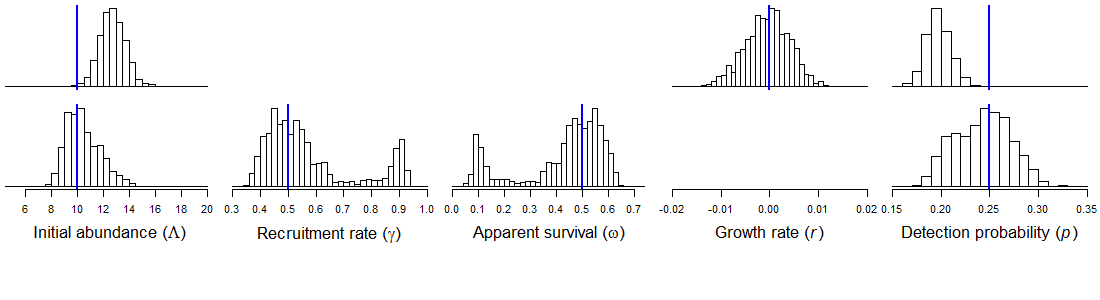 6 8 10 12 14 16 18 20 0.3 0.4 0.5 0.6 0.7 0.8 0.9 1.0 0.0 0.1 0.2 0.3 0.4 0.5 0.6 0.7 -0.02 -0.01 0.00 0.01 0.02 0.15 0.20 0.25 0.30 0.35
Initial abundance (Λ) Recruitment rate (γ) Apparent survival (ω) Growth rate (r) Detection probability (p)